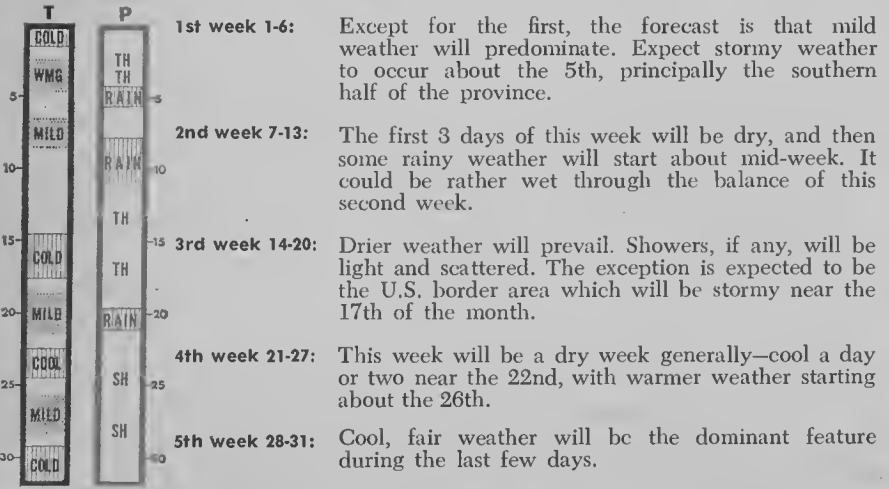 T P
COLD
WMG
5-
MILD
10-
15-
COLD
20- MILD
COOL
25-
MILD
30-
COLD
TH
TH
RAIN -5
RAIN -10
TH
-15
TH
RAIN -20
SH -25
SH
1st week 1-6: Except for the first, the forecast is that mild
weather will predominate. Expect stormy weather
to occur about the 5th, principally the southern
half of the province.
2nd week 7-13: The first 3 days of this week will be dry, and then
some rainy weather will start about mid-week. It
could be rather wet through the balance of this
second week.
3rd week 14-20: Drier weather will prevail. Showers, if any, will be
light and scattered. The exception is expected to be
the U.S. border area which will be stormy near the
17th of the month.
4th week 21-27: This week will be a dry week generally—cool a day
or two near the 22nd, with warmer weather starting
about the 26th.
5th week 28-31: Cool, fair weather will be the dominant feature
during the last few days.